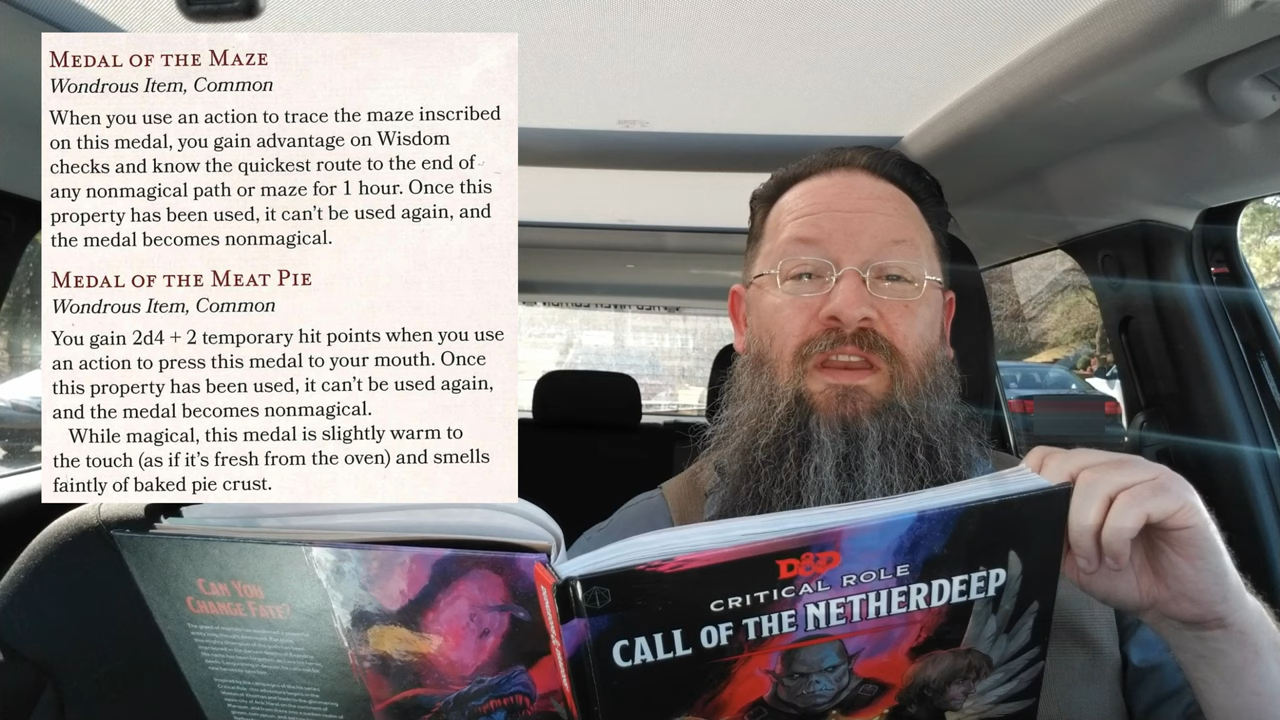 MEDAL OF THE MAZE
Wondrous Item, Common
When you use an action to trace the maze inscribed
on this medal, you gain advantage on Wisdom
checks and know the quickest route to the end of
any nonmagical path or maze for 1 hour. Once this
property has been used, it can't be used again, and
the medal becomes nonmagical.
MEDAL OF THE MEAT PIE
Wondrous Item, Common
You gain 2d4 + 2 temporary hit points when you use
an action to press this medal to your mouth. Once
this property has been used, it can't be used again,
and the medal becomes nonmagical.
While magical, this medal is slightly warm to
the touch (as if it's fresh from the oven) and smells
faintly of baked pie crust.
CAN YOU
CHANGE FATE?
D&D
CRITICAL ROLE
CALL OF THE NETHERDEEP